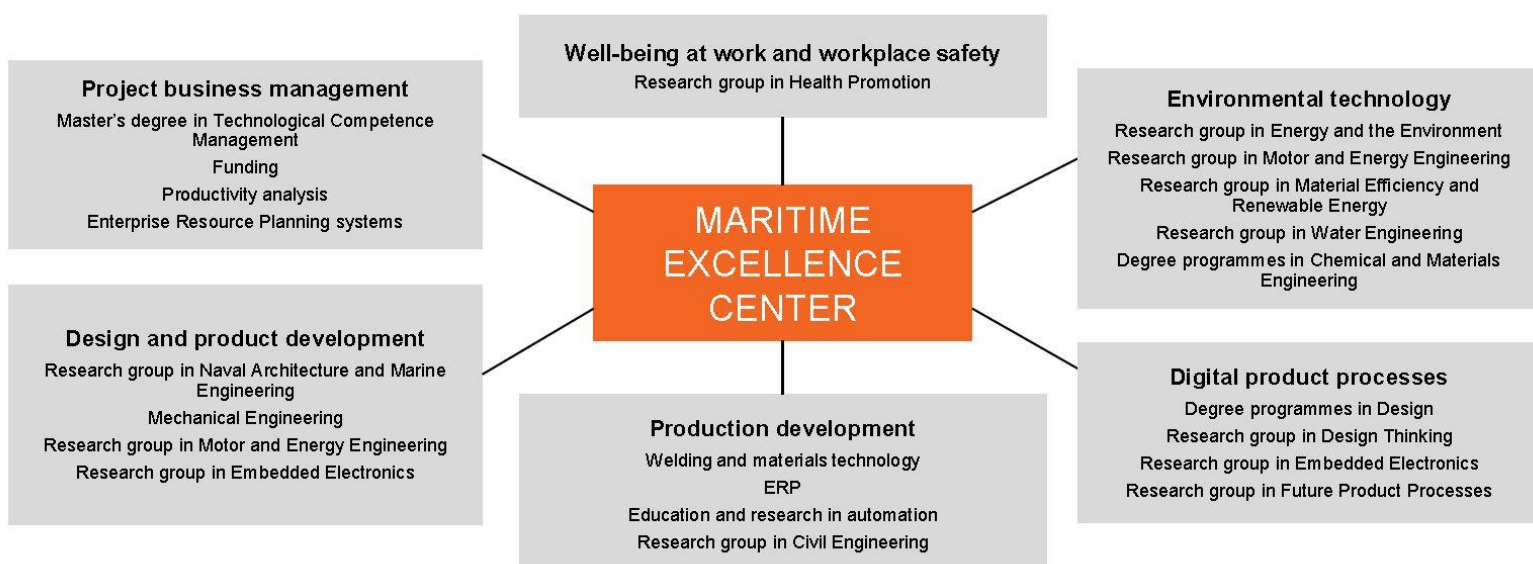 Well-being at work and workplace safety
Research group in Health Promotion
Project business management
Master's degree in Technological Competence
Management
Funding
Productivity analysis
Enterprise Resource Planning systems
Environmental technology
Research group in Energy and the Environment
Research group in Motor and Energy Engineering
Research group in Material Efficiency and
Renewable Energy
Research group in Water Engineering
Degree programmes in Chemical and Materials
Engineering
MARITIME
EXCELLENCE
CENTER
Design and product development
Research group in Naval Architecture and Marine
Engineering
Mechanical Engineering
Research group in Motor and Energy Engineering
Research group in Embedded Electronics
Production development
Welding and materials technology
ERP
Education and research in automation
Research group in Civil Engineering
Digital product processes
Degree programmes in Design
Research group in Design Thinking
Research group in Embedded Electronics
Research group in Future Product Processes